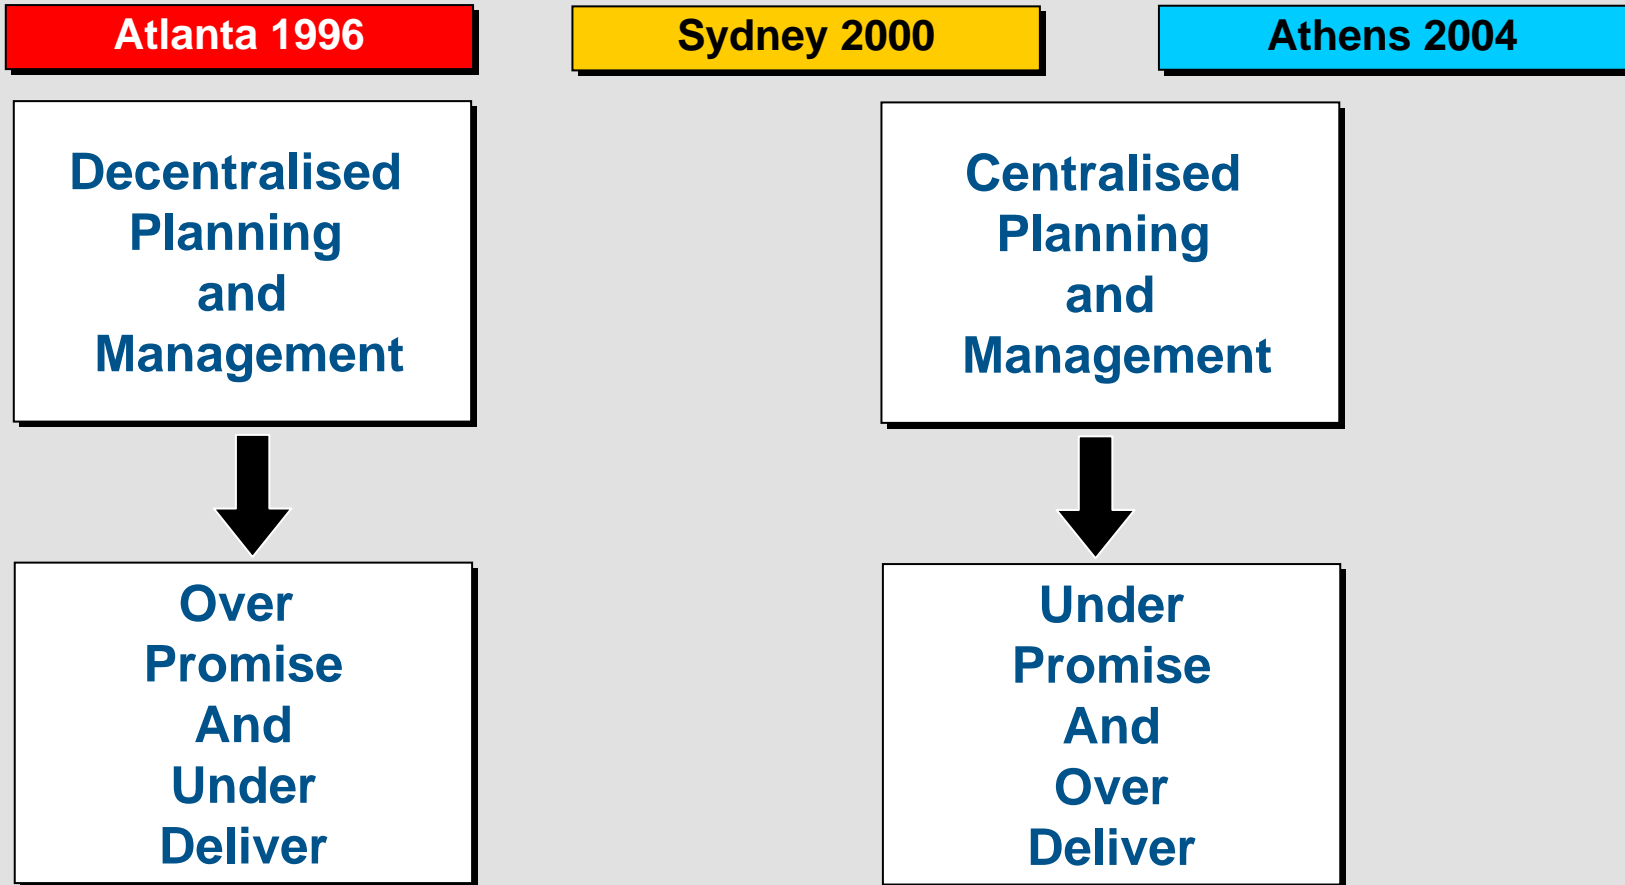 Atlanta 1996
Sydney 2000
Athens 2004
Decentralised
Planning
and
Management
Centralised
Planning
and
Management
Over
Promise
And
Under
Deliver
Under
Promise
And
Over
Deliver